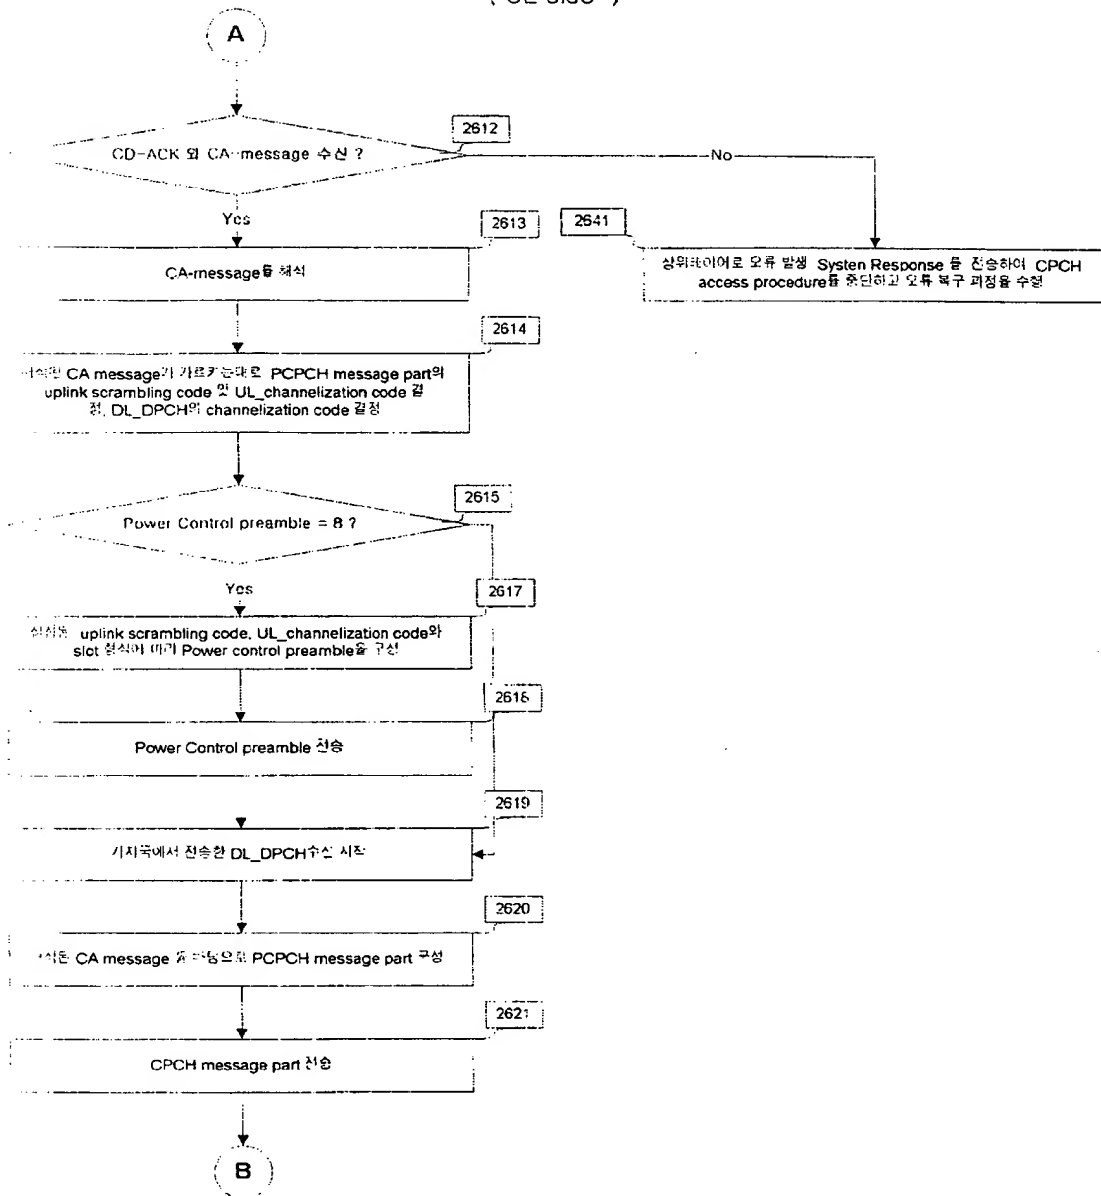 A
2612
CD-ACK 와 CA-message 수신 ?
No
Yes
2613
2641
CA-message를 해석
상위레이어로 오류 발생 Systen Response 를 전송하여 CPCH
access procedure를 중단하고 오류 복구 과정을 수행
2614
CA message가 가르키는대로 PCPCH message part의
uplink scrambling code 및 UL_channelization code 결
정, DL_DPCH의 channelization code 결정
2615
Power Control preamble = 8 ?
Yes
2617
uplink scrambling code, UL_channelization code와
slot 형식에 따라 Power control preamble을 구성
2618
Power Control preamble 전송
2619
기지국에서 전송한 DL_DPCH수신 시작
2620
CA message 을 바탕으로 PCPCH message part 구성
2621
CPCH message part 전송
B